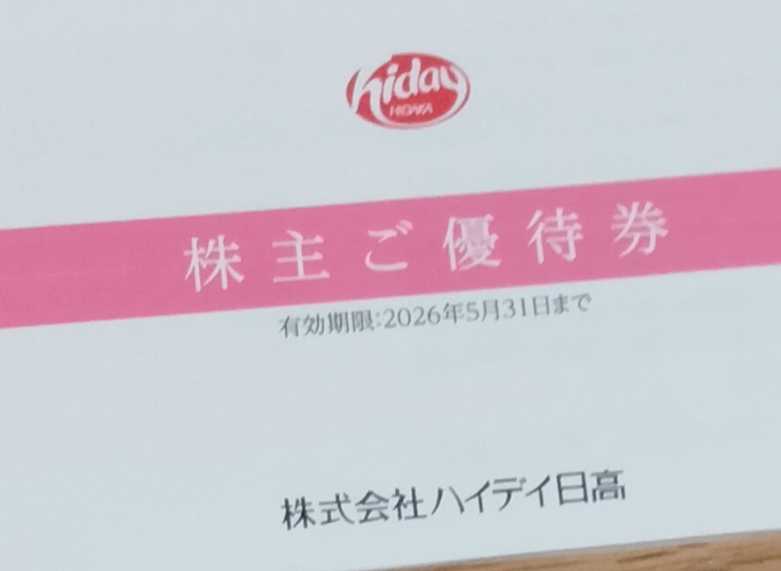 hiday
HIDAKA
株主ご優待券
有効期限:2026年5月31日まで
株式会社ハイデイ日高